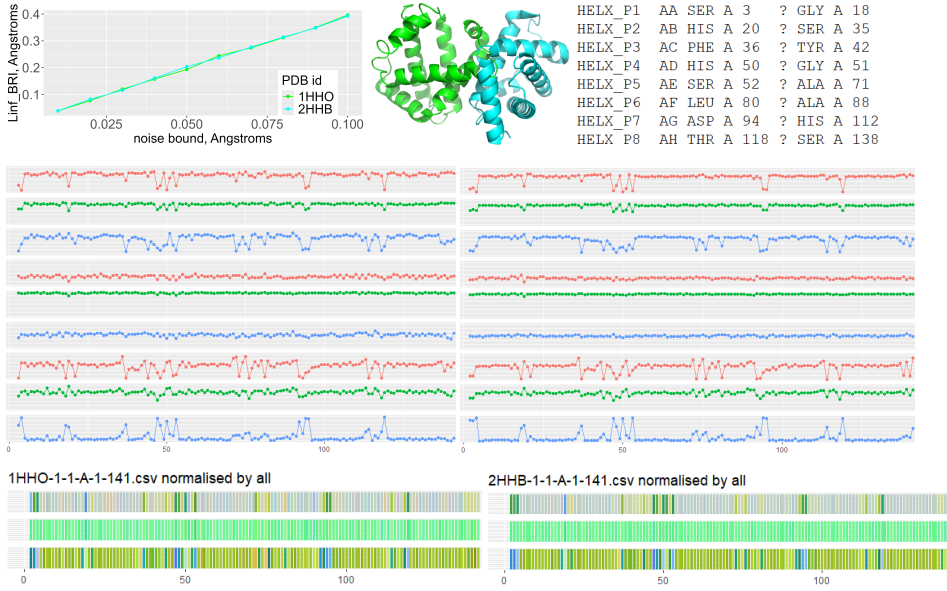 0.4
0.3
0.2
0.1
Linf_BRI, Angstroms
PDB id
1HHO
2HHB
0.025 0.050 0.075 0.100
noise bound, Angstroms
HELX_P1 AA SER A 3 ? GLY A 18
HELX_P2 AB HIS A 20 ? SER A 35
HELX_P3 AC PHE A 36 ? TYR A 42
HELX_P4 AD HIS A 50 ? GLY A 51
HELX_P5 AE SER A 52 ? ALA A 71
HELX_P6 AF LEU A 80 ? ALA A 88
HELX_P7 AG ASP A 94 ? HIS A 112
HELX_P8 AH THR A 118 ? SER A 138
0 50 100
0 50 100
1HHO-1-1-A-1-141.csv normalised by all
0 50 100
2HHB-1-1-A-1-141.csv normalised by all
0 50 100